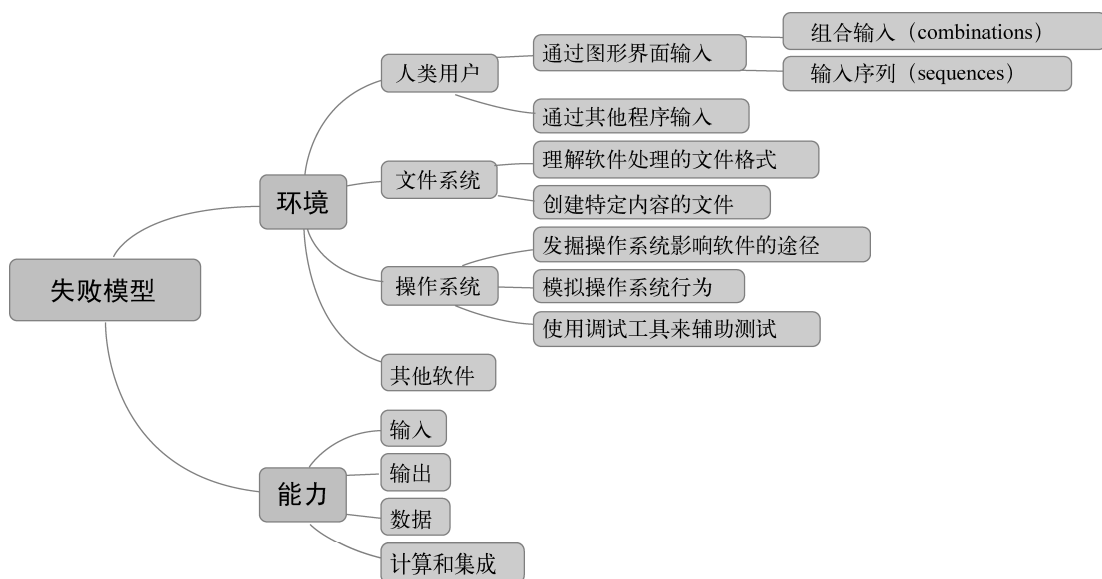 组合输入（combinations）
通过图形界面输入
人类用户
输入序列（sequences）
通过其他程序输入
理解软件处理的文件格式
文件系统
环境
创建特定内容的文件
发掘操作系统影响软件的途径
失败模型
操作系统
模拟操作系统行为
使用调试工具来辅助测试
其他软件
输入
输出
能力
数据
计算和集成